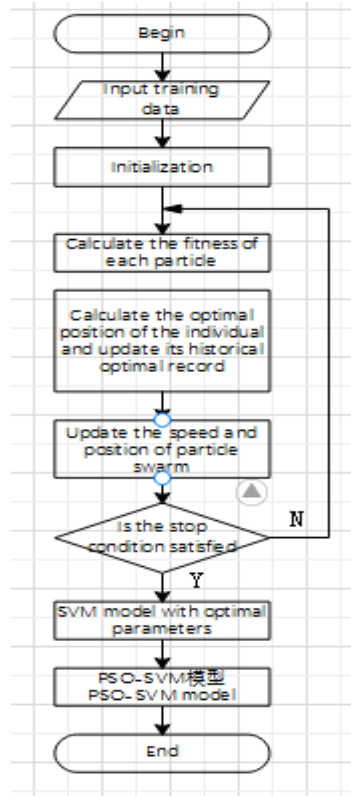 Begin
Input training
data
Initialization
Calculate the fitness of
each particle
Calculate the optimal
position of the individual
and update its historical
optimal record
Update the speed and
position of particle
swarm
Is the stop
condition satisfied
N
Y
SVM model with optimal
parameters
PSO-SVM模型
PSO-SVM model
End